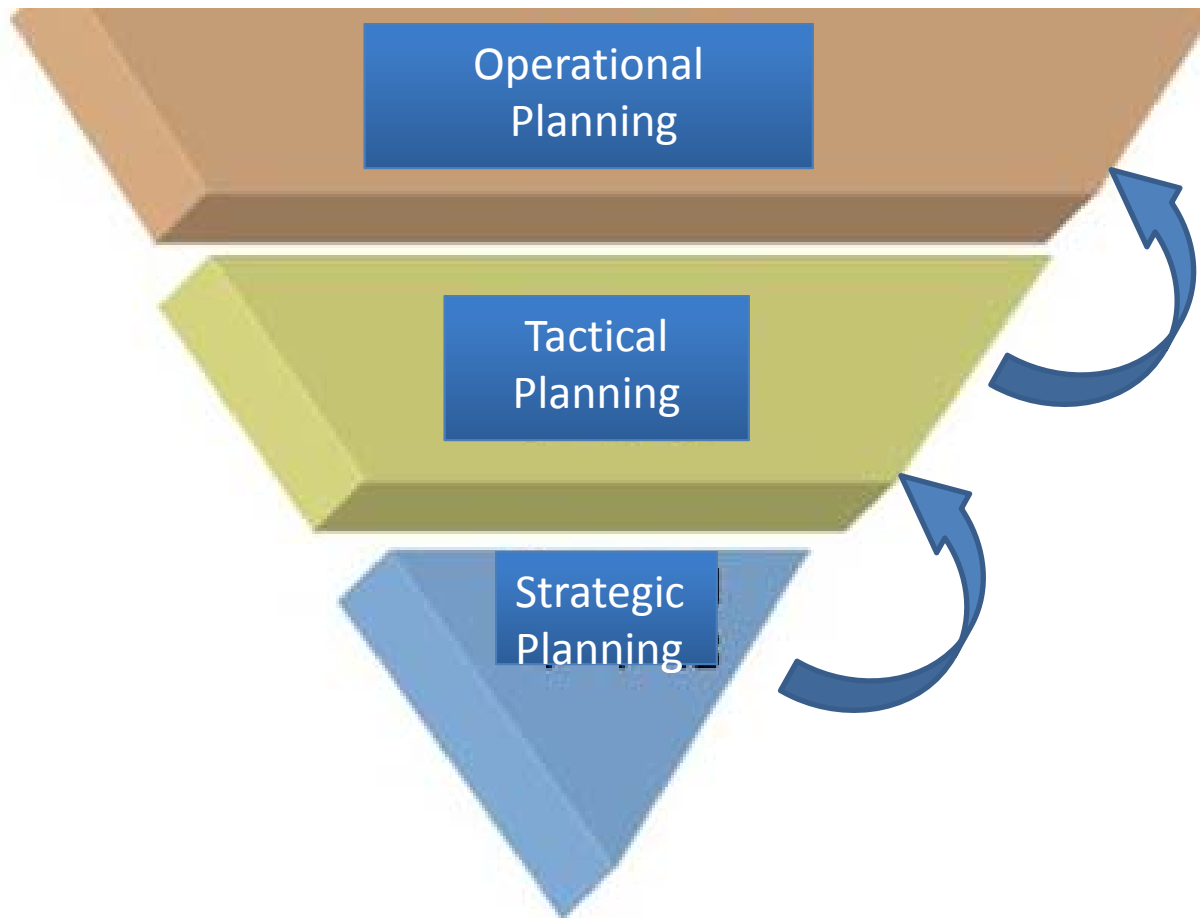 Operational
Planning
Tactical
Planning
Strategic
Planning